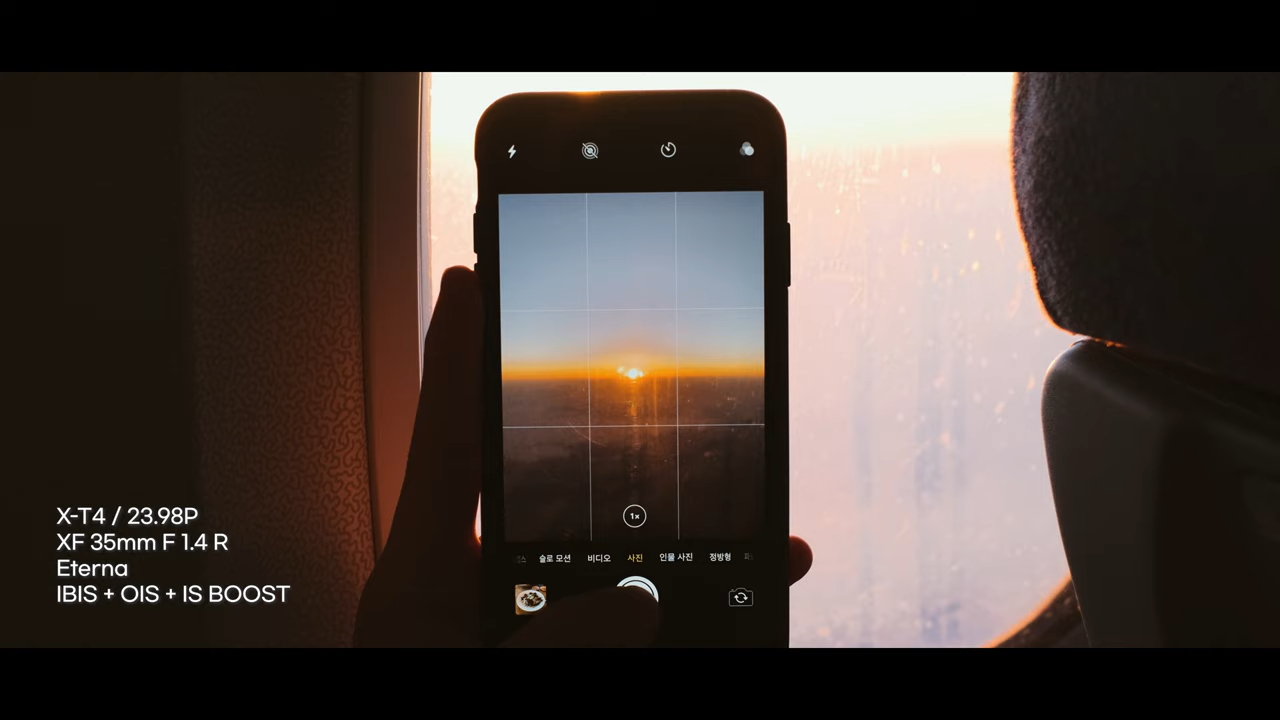 1×
슬로 모션 비디오 사진 인물 사진 정방형
X-T4 / 23.98P
XF 35mm F 1.4 R
Eterna
IBIS + OIS + IS BOOST